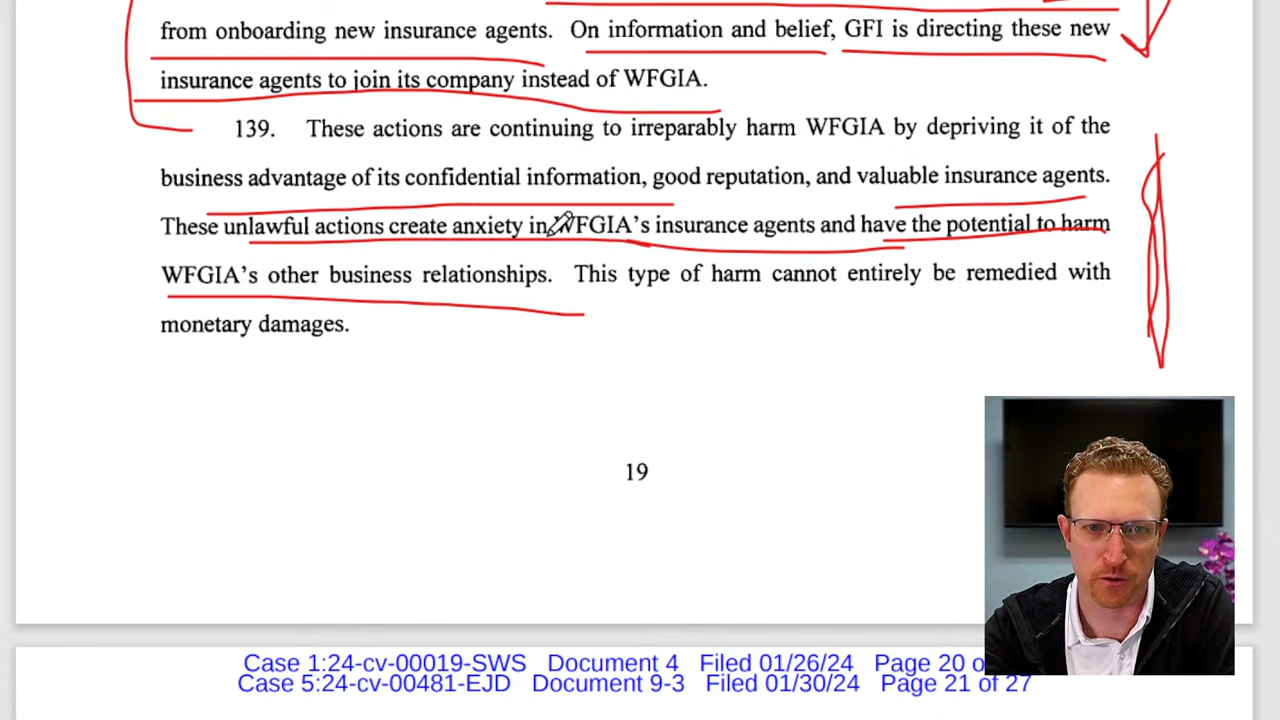 from onboarding new insurance agents. On information and belief, GFI is directing these new
insurance agents to join its company instead of WFGIA.
139. These actions are continuing to irreparably harm WFGIA by depriving it of the
business advantage of its confidential information, good reputation, and valuable insurance agents.
These unlawful actions create anxiety in WFGIA’s insurance agents and have the potential to harm
WFGIA’s other business relationships. This type of harm cannot entirely be remedied with
monetary damages.
19
Case 1:24-cv-00019-SWS Document 4 Filed 01/26/24 Page 20 o
Case 5:24-cv-00481-EJD Document 9-3 Filed 01/30/24 Page 21 of 27